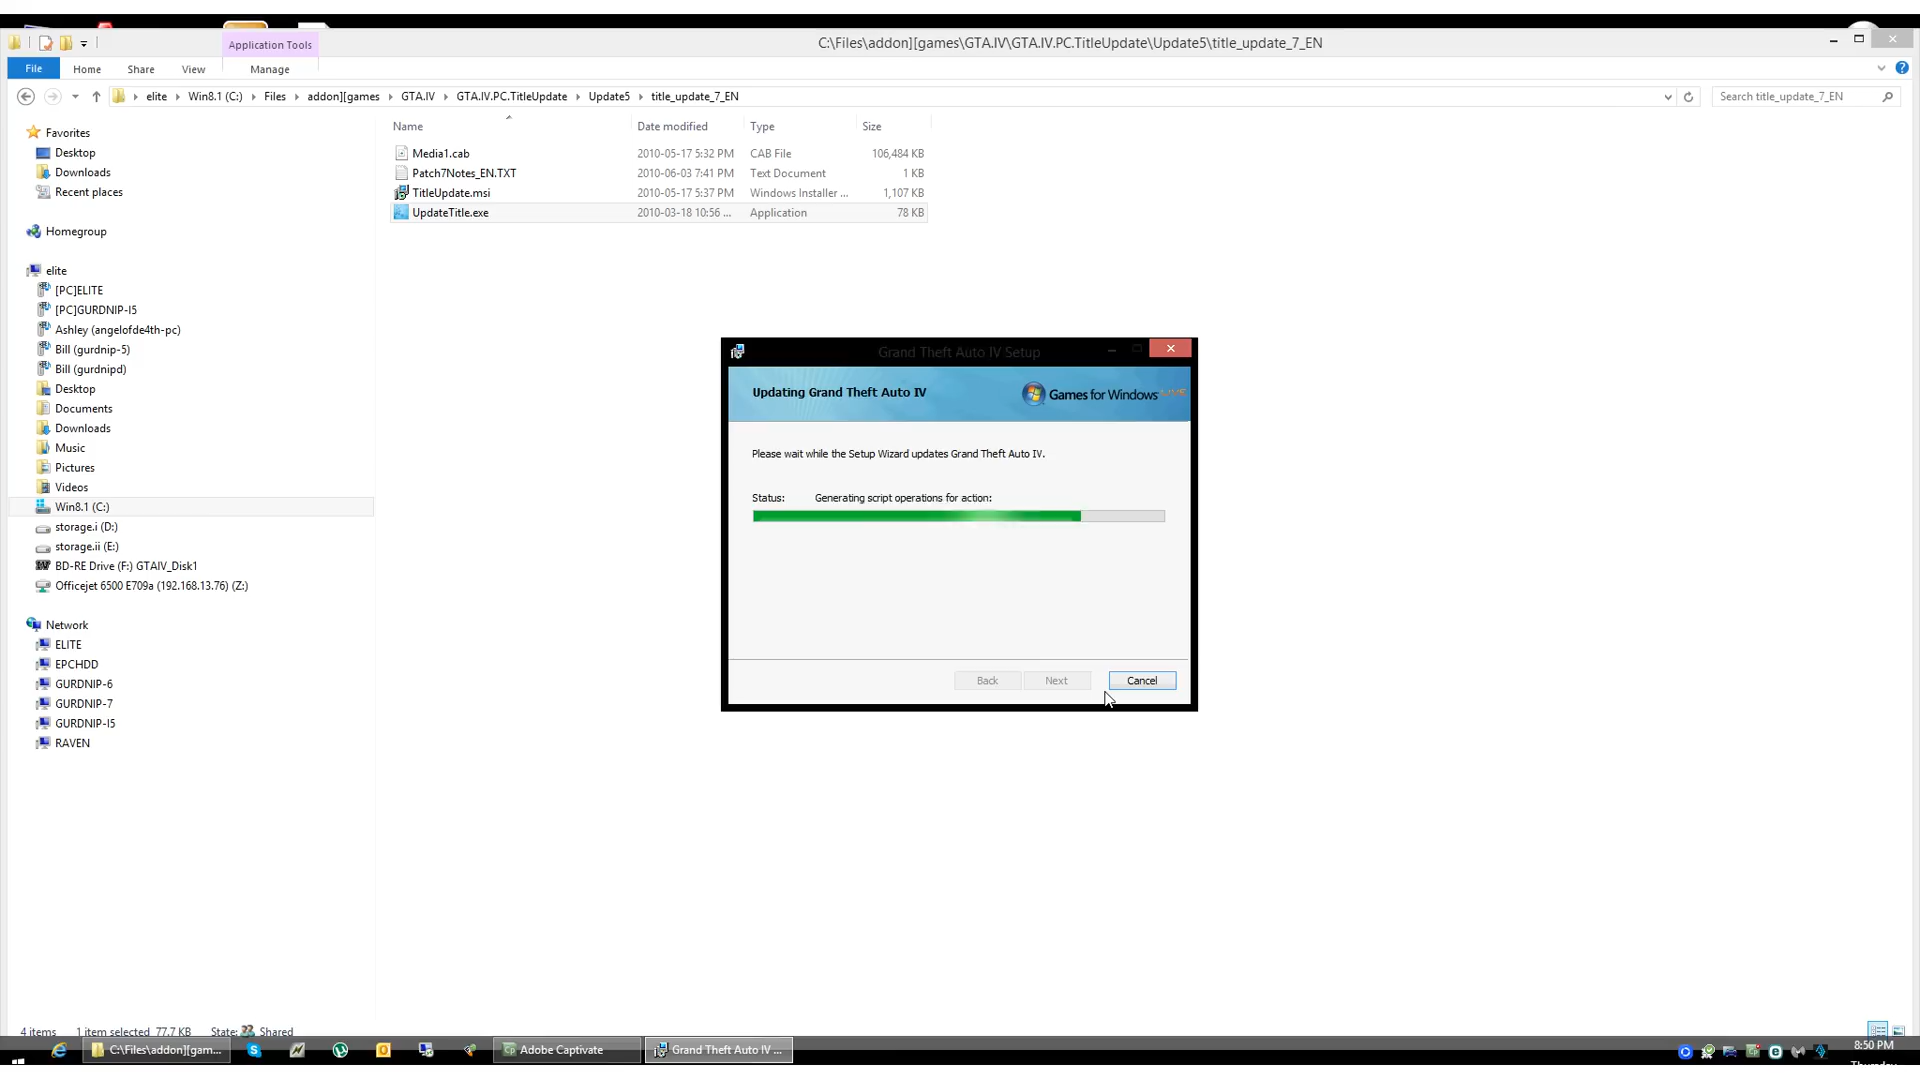 Application Tools
C:\Files\addon][games\GTA.IV\GTA.IV.PC.TitleUpdate\Update5\title_update_7_EN
File Home Share View Manage
elite Win8.1 (C:) Files addon][games GTA.IV GTA.IV.PC.TitleUpdate Update5 title_update_7_EN
Search title_update_7_EN
Name Date modified Type Size
Media1.cab 2010-05-17 5:32 PM CAB File 106,484 KB
Patch7Notes_EN.TXT 2010-06-03 7:41 PM Text Document 1 KB
TitleUpdate.msi 2010-05-17 5:37 PM Windows Installer ... 1,107 KB
UpdateTitle.exe 2010-03-18 10:56 ... Application 78 KB
Favorites
Desktop
Downloads
Recent places
Homegroup
elite
[PC]ELITE
[PC]GURDNIP-I5
Ashley (angelofde4th-pc)
Bill (gurdnip-5)
Bill (gurdnipd)
Desktop
Documents
Downloads
Music
Pictures
Videos
Win8.1 (C:)
storage.i (D:)
storage.ii (E:)
BD-RE Drive (F:) GTAIV_Disk1
Officejet 6500 E709a (192.168.13.76) (Z:)
Network
ELITE
EPCHDD
GURDNIP-6
GURDNIP-7
GURDNIP-I5
RAVEN
Grand Theft Auto IV Setup
Updating Grand Theft Auto IV
Games for Windows LIVE
Please wait while the Setup Wizard updates Grand Theft Auto IV.
Status: Generating script operations for action:
Back Next Cancel
4 items 1 item selected 77.7 KB State: Shared
C:\Files\addon][gam...
Adobe Captivate
Grand Theft Auto IV ...
8:50 PM